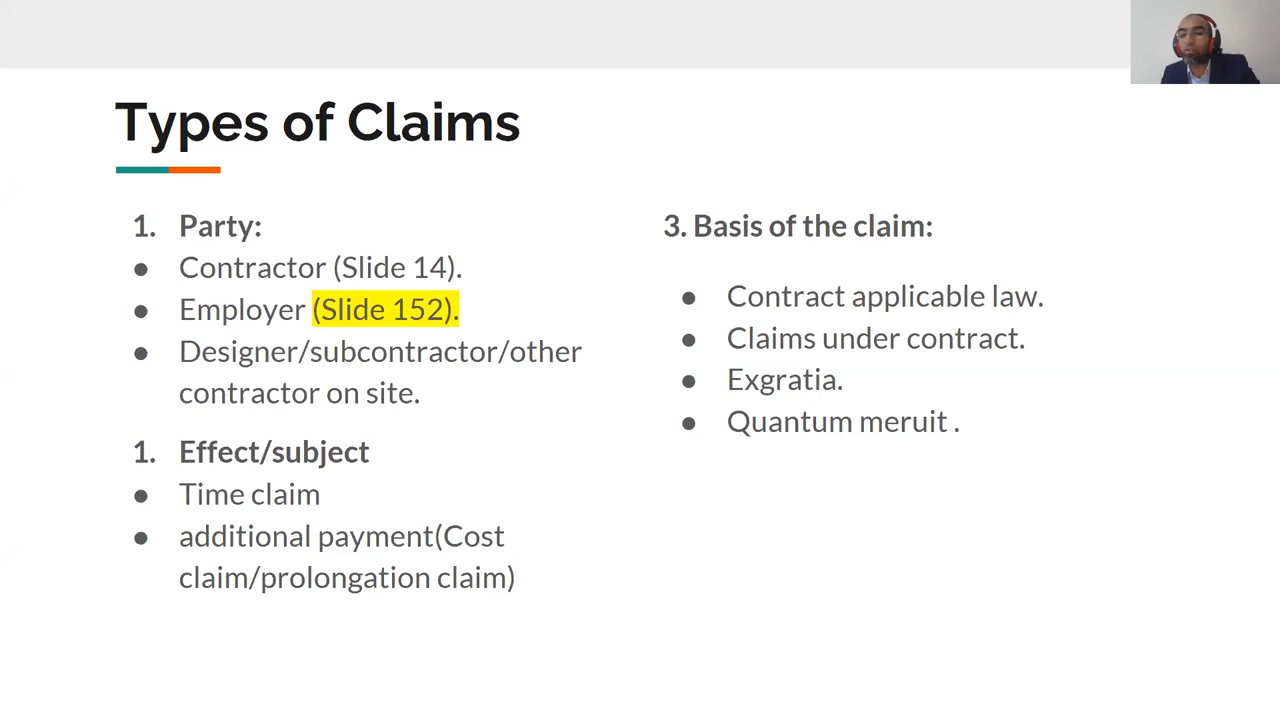 Types of Claims
1. Party:
● Contractor (Slide 14).
● Employer (Slide 152).
● Designer/subcontractor/other
contractor on site.
1. Effect/subject
● Time claim
● additional payment(Cost
claim/prolongation claim)
3. Basis of the claim:
● Contract applicable law.
● Claims under contract.
● Exgratia.
● Quantum meruit .